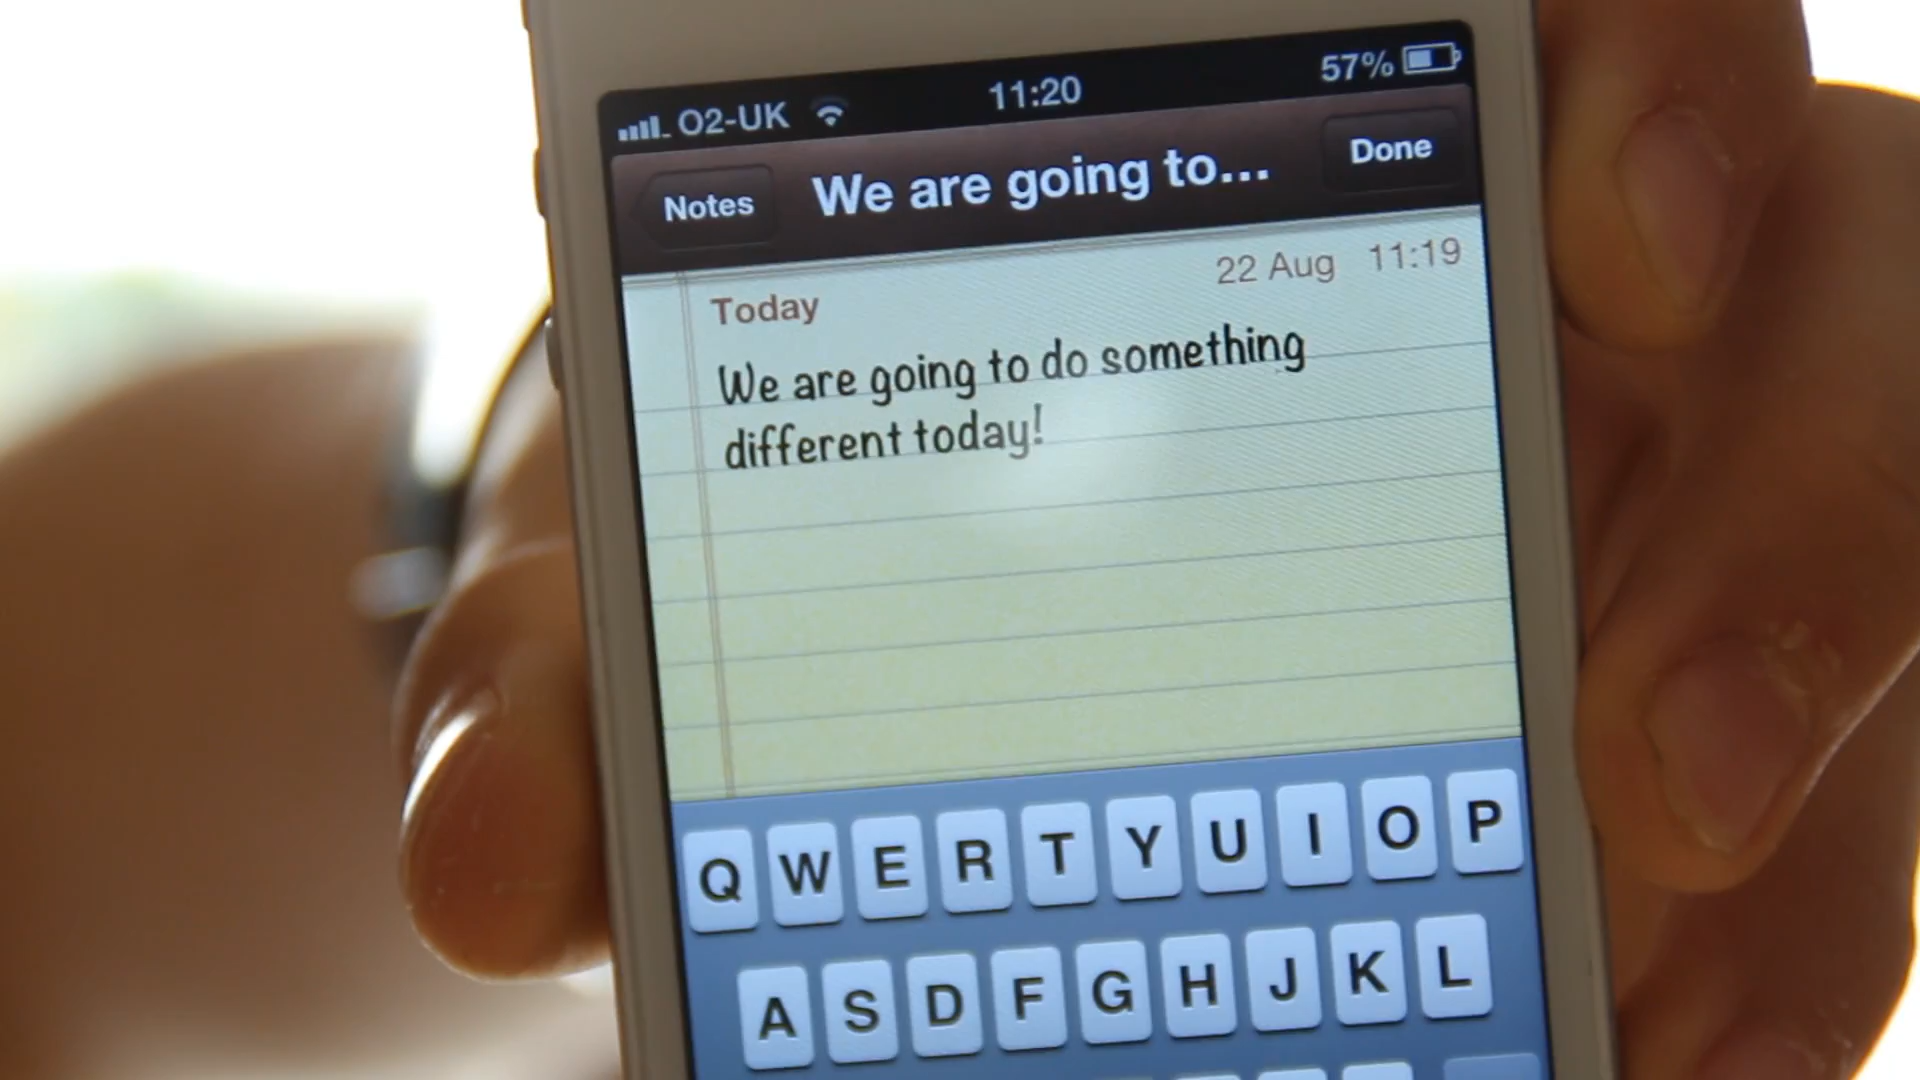 O2-UK 11:20 57%
Notes We are going to... Done
Today 22 Aug 11:19
We are going to do something
different today!
Q W E R T Y U I O P
A S D F G H J K L